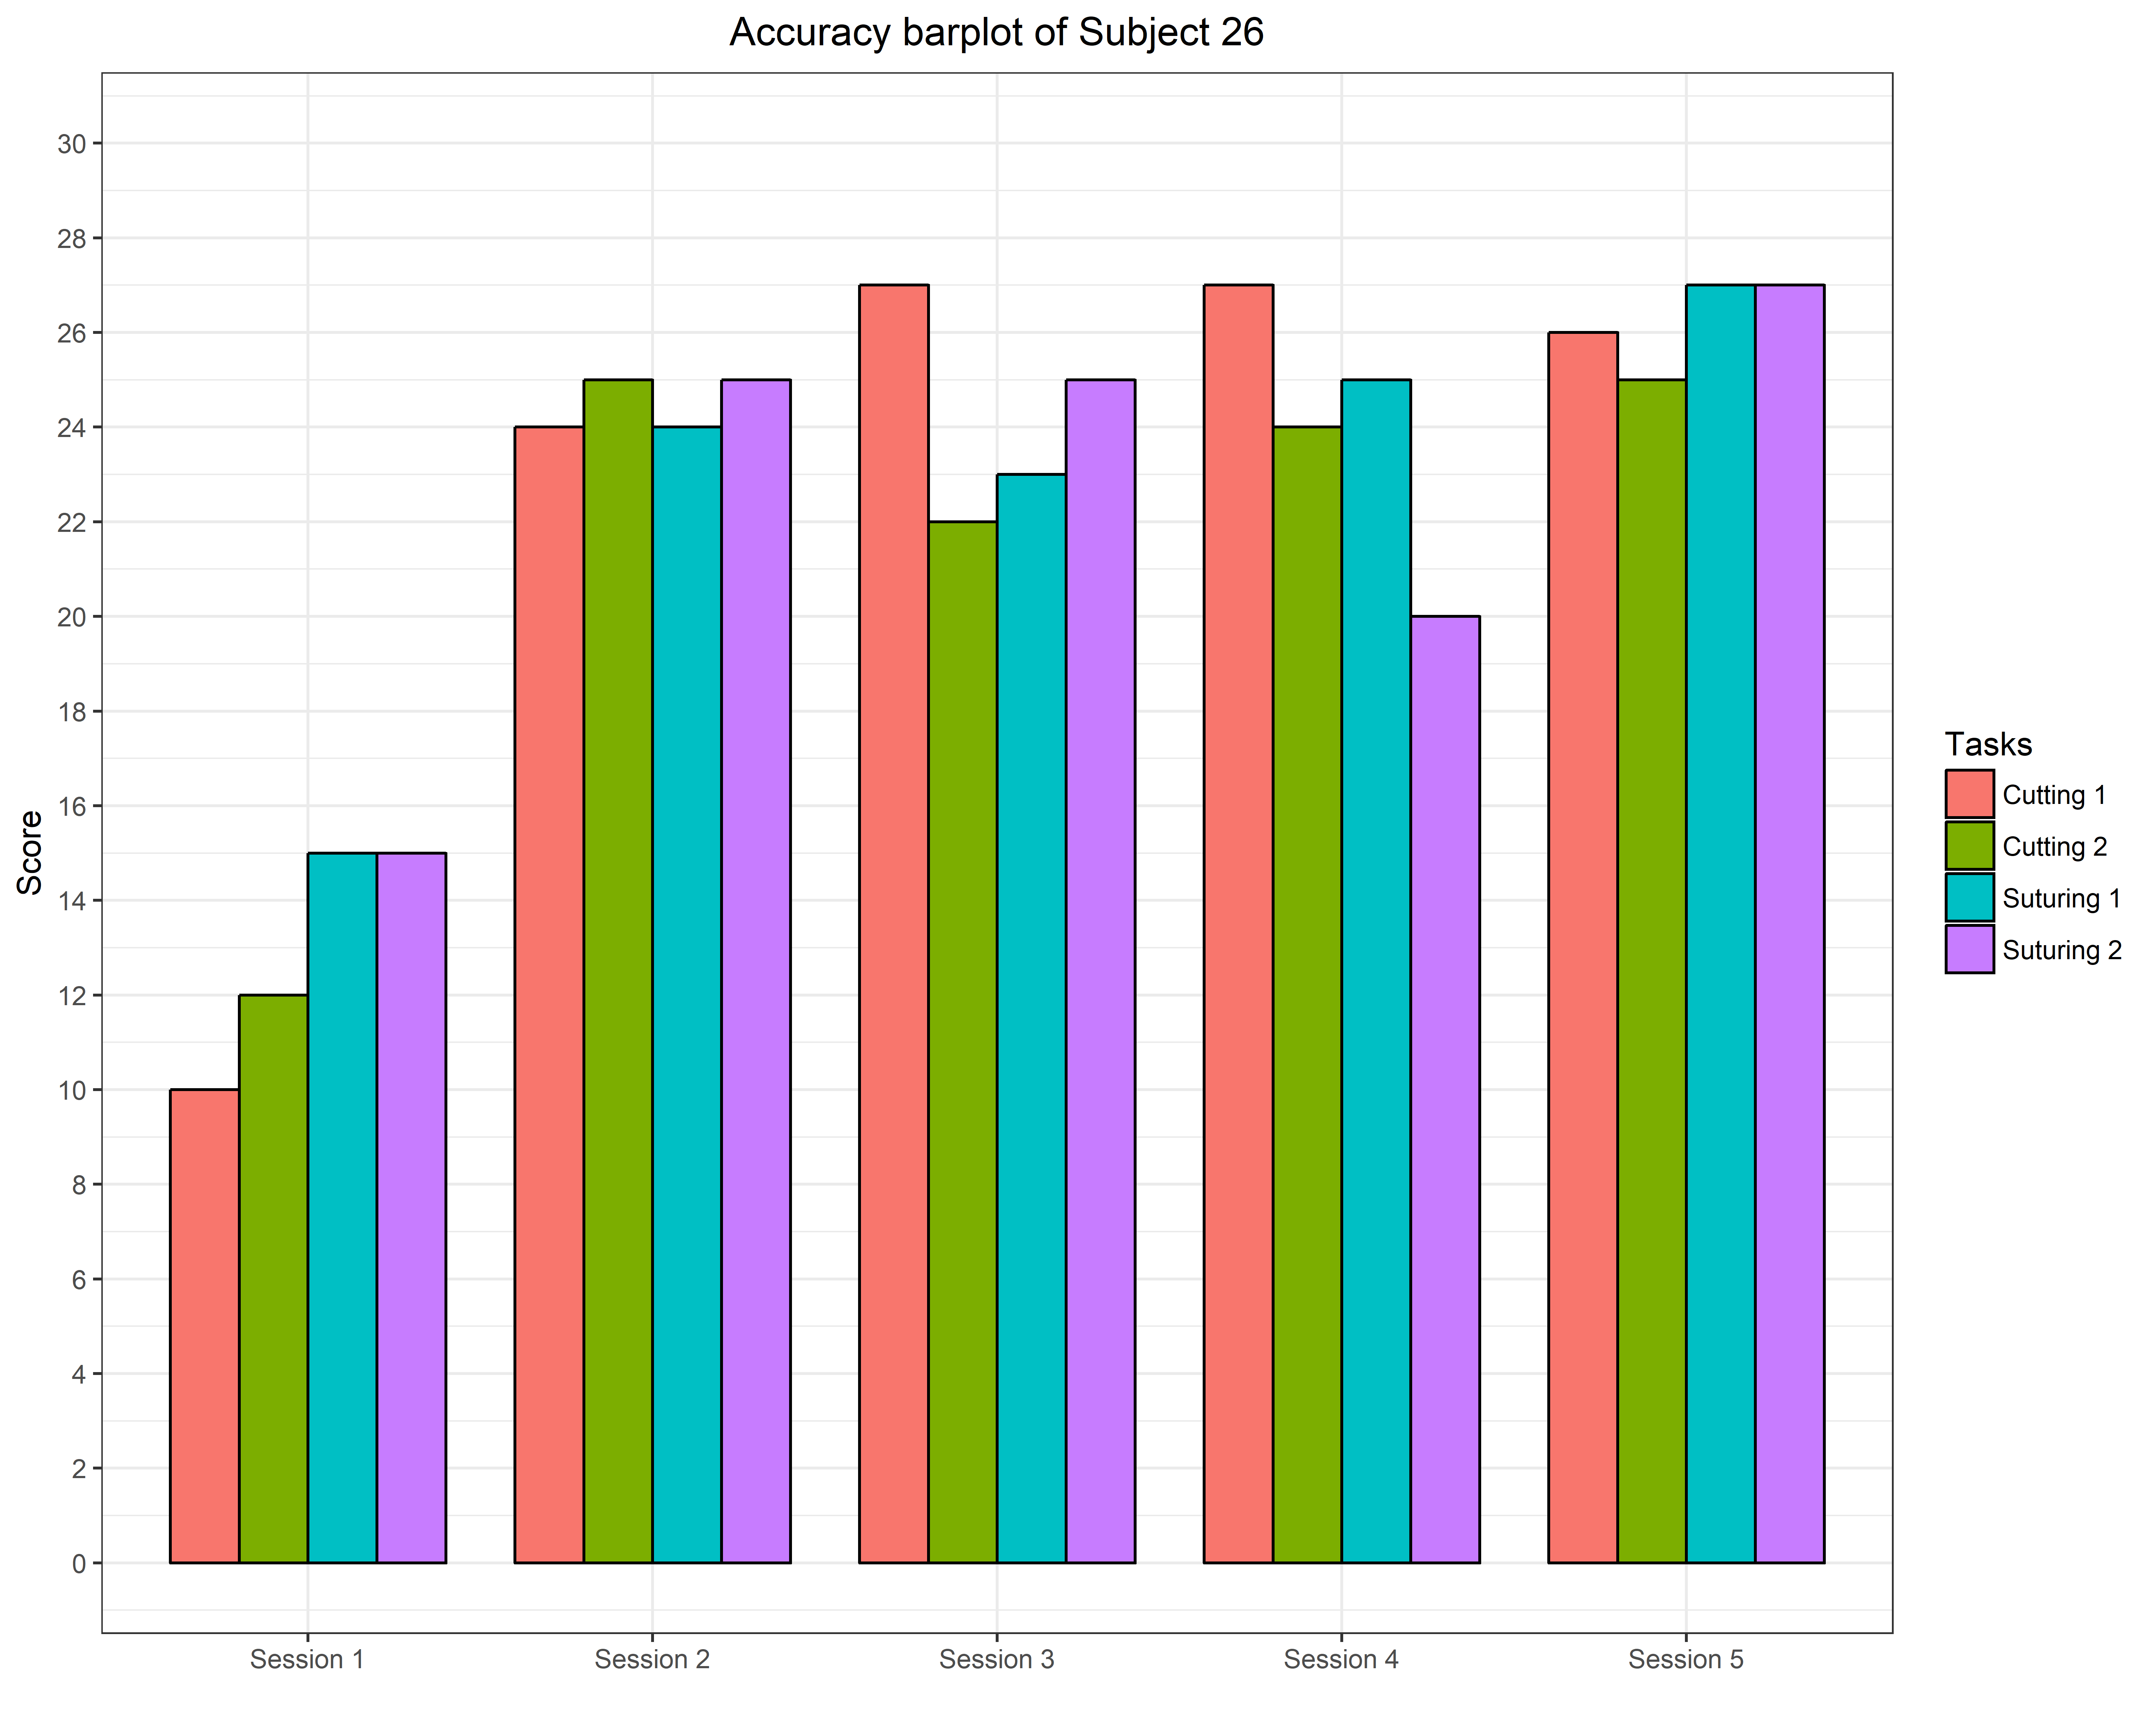 Accuracy barplot of Subject 26
Score
30
28
26
24
22
20
18
16
14
12
10
8
6
4
2
0
Session 1
Session 2
Session 3
Session 4
Session 5
Tasks
Cutting 1
Cutting 2
Suturing 1
Suturing 2